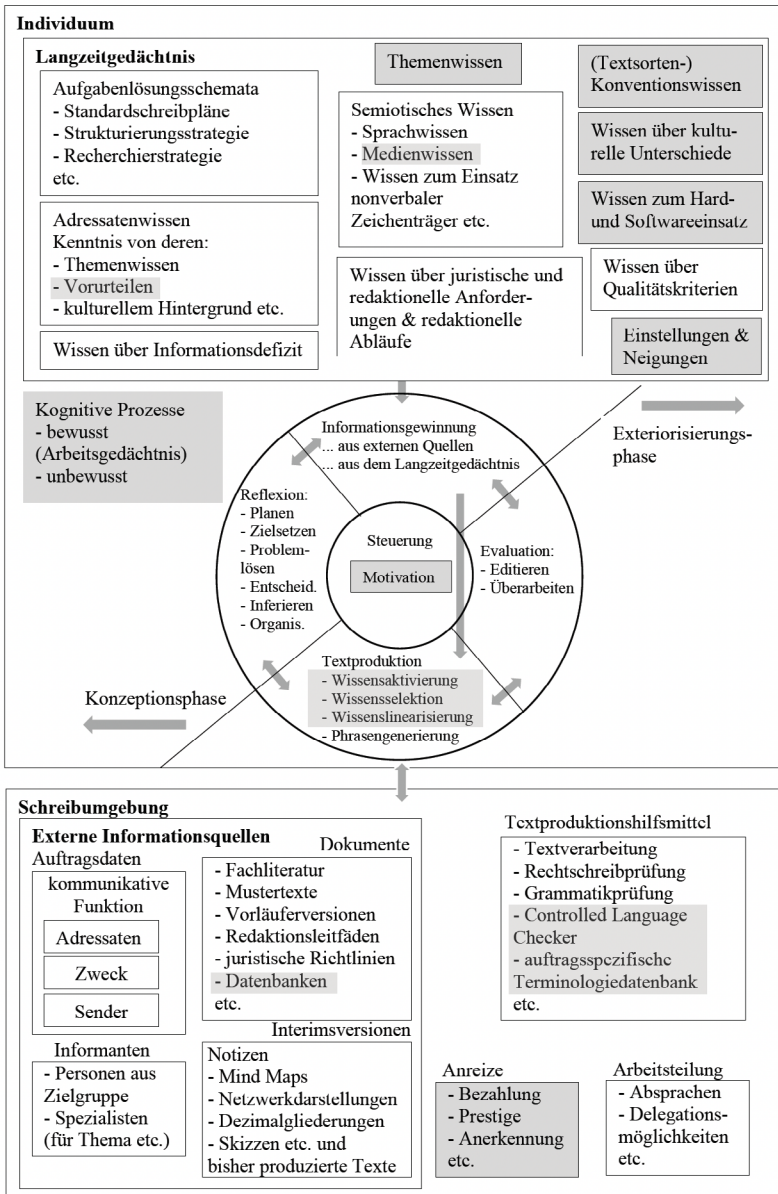 Individuum
Langzeitgedächtnis
Aufgabenlösungsschemata
- Standardschreibpläne
- Strukturierungsstrategie
- Recherchierstrategie
etc.
Adressatenwissen
Kenntnis von deren:
- Themenwissen
- Vorurteilen
- kulturellem Hintergrund etc.
Wissen über Informationsdefizit
Themenwissen
Semiotisches Wissen
- Sprachwissen
- Medienwissen
- Wissen zum Einsatz
nonverbaler
Zeichenträger etc.
Wissen über juristische und
redaktionelle Anforder-
ungen & redaktionelle
Abläufe
(Textsorten-)
Konventionswissen
Wissen über kultu-
relle Unterschiede
Wissen zum Hard-
und Softwareeinsatz
Wissen über
Qualitätskriterien
Einstellungen &
Neigungen
Kognitive Prozesse
- bewusst
(Arbeitsgedächtnis)
- unbewusst
Exteriorisierungs-
phase
Informationsgewinnung
... aus externen Quellen
... aus dem Langzeitgedächtnis
Reflexion:
- Planen
- Zielsetzen
- Problem-
lösen
- Entscheid.
- Inferieren
- Organis.
Steuerung
Motivation
Evaluation:
- Editieren
- Überarbeiten
Textproduktion
- Wissensaktivierung
- Wissensselektion
- Wissenslinearisierung
- Phrasengenerierung
Konzeptionsphase
Schreibumgebung
Externe Informationsquellen
Auftragsdaten
kommunikative
Funktion
Adressaten
Zweck
Sender
Informanten
- Personen aus
Zielgruppe
- Spezialisten
(für Thema etc.)
Dokumente
- Fachliteratur
- Mustertexte
- Vorläuferversionen
- Redaktionsleitfäden
- juristische Richtlinien
- Datenbanken
etc.
Interimsversionen
Notizen
- Mind Maps
- Netzwerkdarstellungen
- Dezimalgliederungen
- Skizzen etc. und
bisher produzierte Texte
Textproduktionshilfsmittel
- Textverarbeitung
- Rechtschreibprüfung
- Grammatikprüfung
- Controlled Language
Checker
- auftragsspezifische
Terminologiedatenbank
etc.
Anreize
- Bezahlung
- Prestige
- Anerkennung
etc.
Arbeitsteilung
- Absprachen
- Delegations-
möglichkeiten
etc.